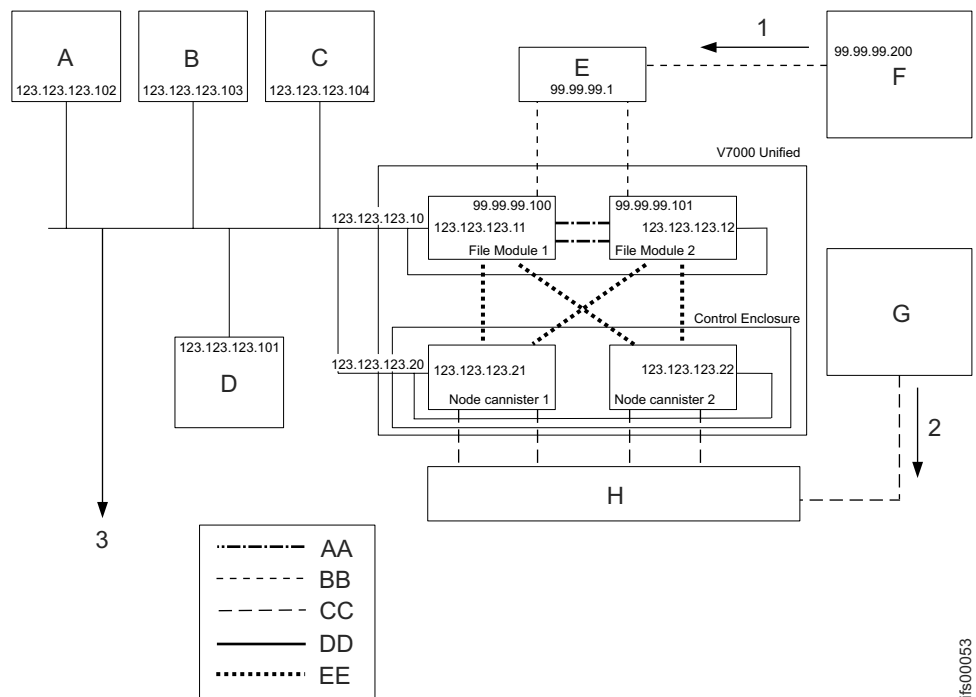 A
123.123.123.102
B
123.123.123.103
C
123.123.123.104
E
99.99.99.1
1
99.99.99.200
F
V7000 Unified
99.99.99.100
123.123.123.10
123.123.123.11
File Module 1
99.99.99.101
123.123.123.12
File Module 2
G
Control Enclosure
123.123.123.101
D
123.123.123.20
123.123.123.21
Node cannister 1
123.123.123.22
Node cannister 2
2
H
3
AA
BB
CC
DD
EE
ifs00053